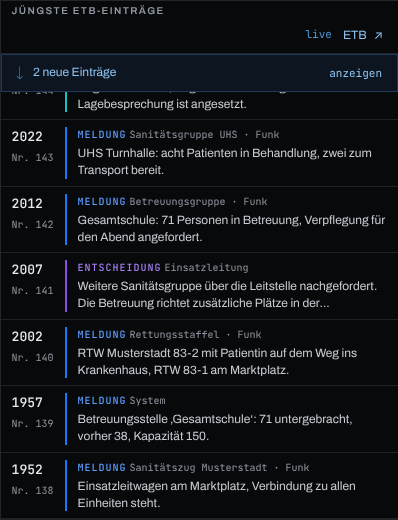 JÜNGSTE ETB-EINTRÄGE
live ETB ↗
↓ 2 neue Einträge anzeigen
Lagebesprechung ist angesetzt.
2022 MELDUNG Sanitätsgruppe UHS · Funk
Nr. 143 UHS Turnhalle: acht Patienten in Behandlung, zwei zum
Transport bereit.
2012 MELDUNG Betreuungsgruppe · Funk
Nr. 142 Gesamtschule: 71 Personen in Betreuung, Verpflegung für
den Abend angefordert.
2007 ENTSCHEIDUNG Einsatzleitung
Nr. 141 Weitere Sanitätsgruppe über die Leitstelle nachgefordert.
Die Betreuung richtet zusätzliche Plätze in der…
2002 MELDUNG Rettungsstaffel · Funk
Nr. 140 RTW Musterstadt 83-2 mit Patientin auf dem Weg ins
Krankenhaus, RTW 83-1 am Marktplatz.
1957 MELDUNG System
Nr. 139 Betreuungsstelle ‚Gesamtschule‘: 71 untergebracht,
vorher 38, Kapazität 150.
1952 MELDUNG Sanitätszug Musterstadt · Funk
Nr. 138 Einsatzleitwagen am Marktplatz, Verbindung zu allen
Einheiten steht.